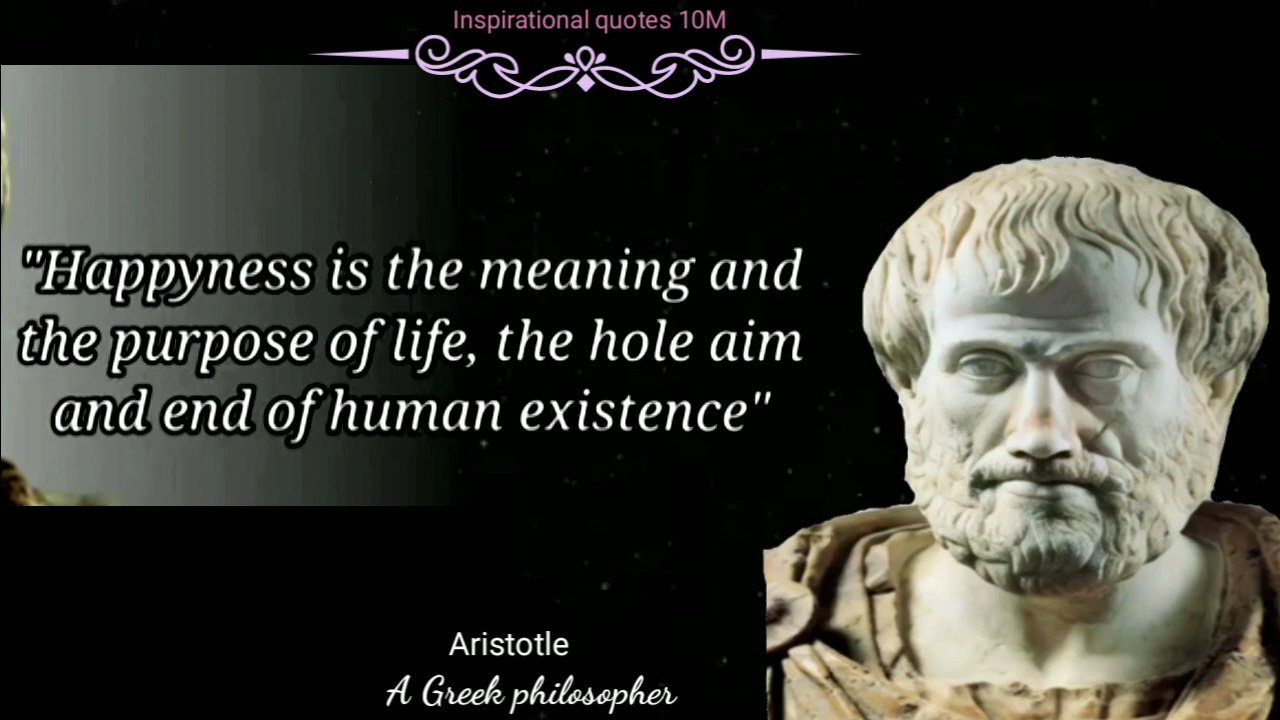 Inspirational quotes 10M
"Happyness is the meaning and
the purpose of life, the hole aim
and end of human existence"
Aristotle
A Greek philosopher